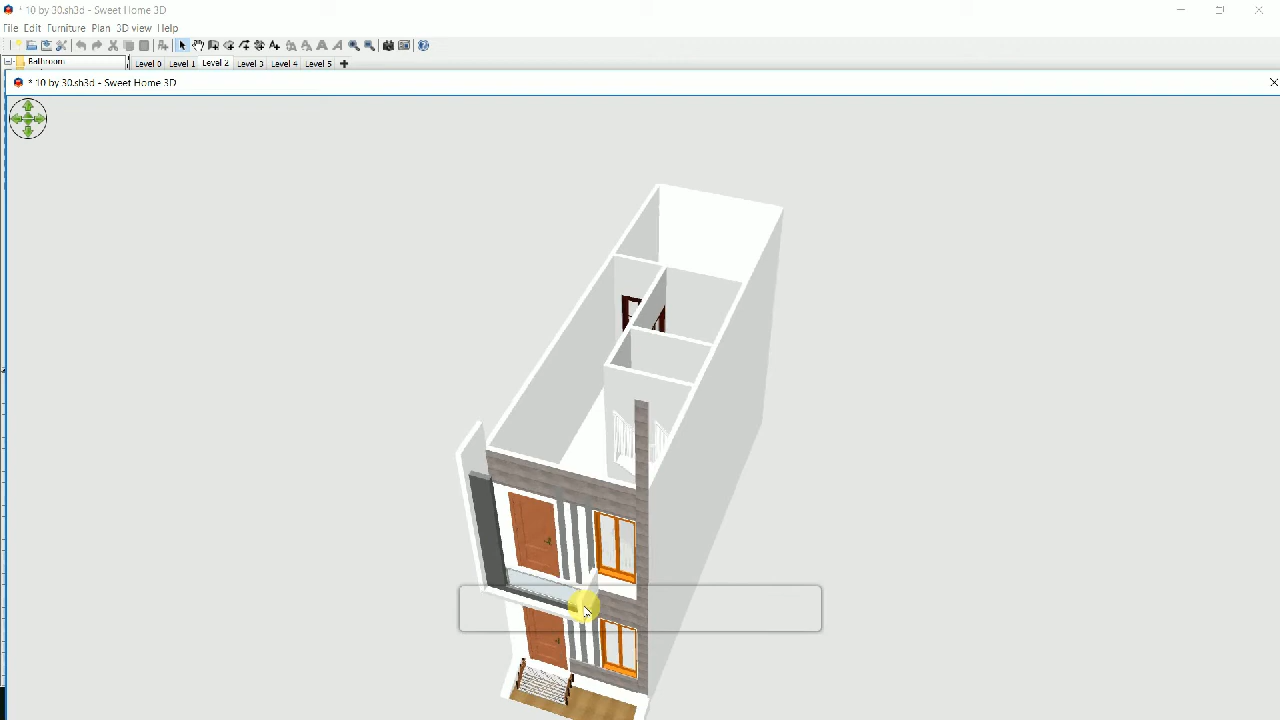 * 10 by 30.sh3d - Sweet Home 3D
File Edit Furniture Plan 3D view Help
Bathroom
Level 0 Level 1 Level 2 Level 3 Level 4 Level 5
* 10 by 30.sh3d - Sweet Home 3D